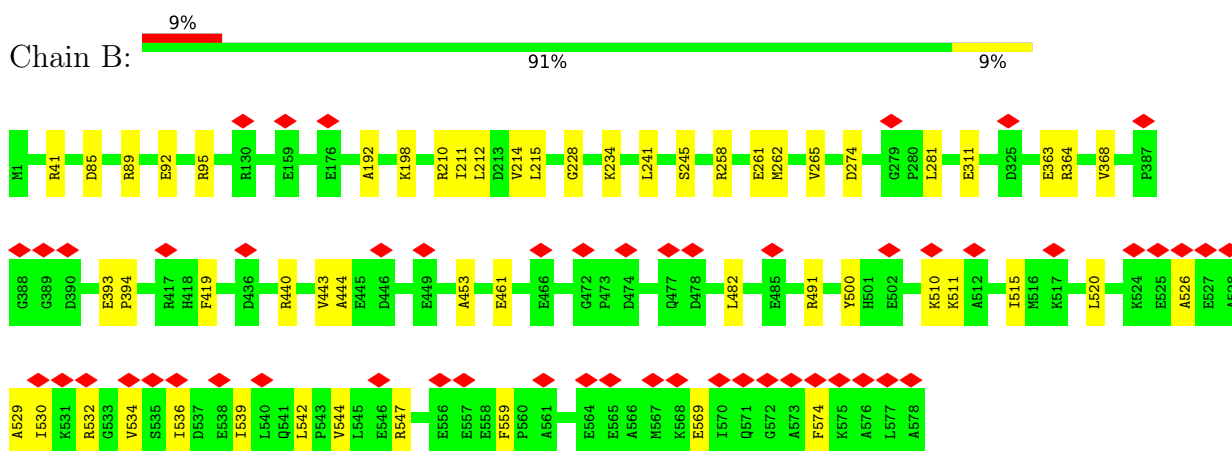 9%
Chain B:
91% 9%
M1 R41 D85 R89 E92 R95 R130 E159 E176 A192 K198 R210 I211 L212 D213 V214 L215 G228 K234 L241 S245 R258 E261 M262 V265 D274 G279 P280 L281 E311 D325 E363 R364 V368 P387
G388 G389 D390 E393 P394 R417 H418 F419 D436 R440 V443 A444 E445 D446 E449 A453 E461 E466 G472 P473 D474 Q477 D478 L482 E485 R491 Y500 H501 E502 K510 K511 A512 I515 M516 K517 L520 K524 E525 A526 E527
A529 I530 K531 R532 G533 V534 S535 I536 D537 E538 I539 L540 Q541 L542 P543 V544 L545 E546 R547 E556 E557 E558 F559 P560 A561 E564 E565 A566 M567 K568 E569 I570 Q571 G572 A573 F574 K575 A576 L577 A578